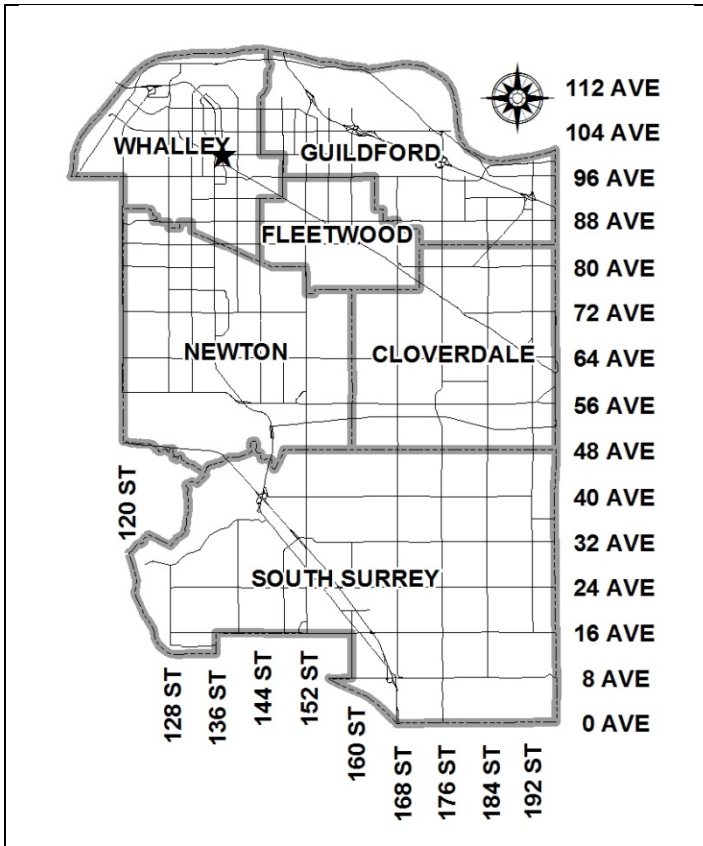 112 AVE
104 AVE
WHALLEY
GUILDFORD
96 AVE
88 AVE
FLEETWOOD
80 AVE
72 AVE
NEWTON
CLOVERDALE
64 AVE
56 AVE
48 AVE
120 ST
40 AVE
32 AVE
SOUTH SURREY
24 AVE
16 AVE
128 ST
136 ST
144 ST
152 ST
160 ST
8 AVE
0 AVE
168 ST
176 ST
184 ST
192 ST